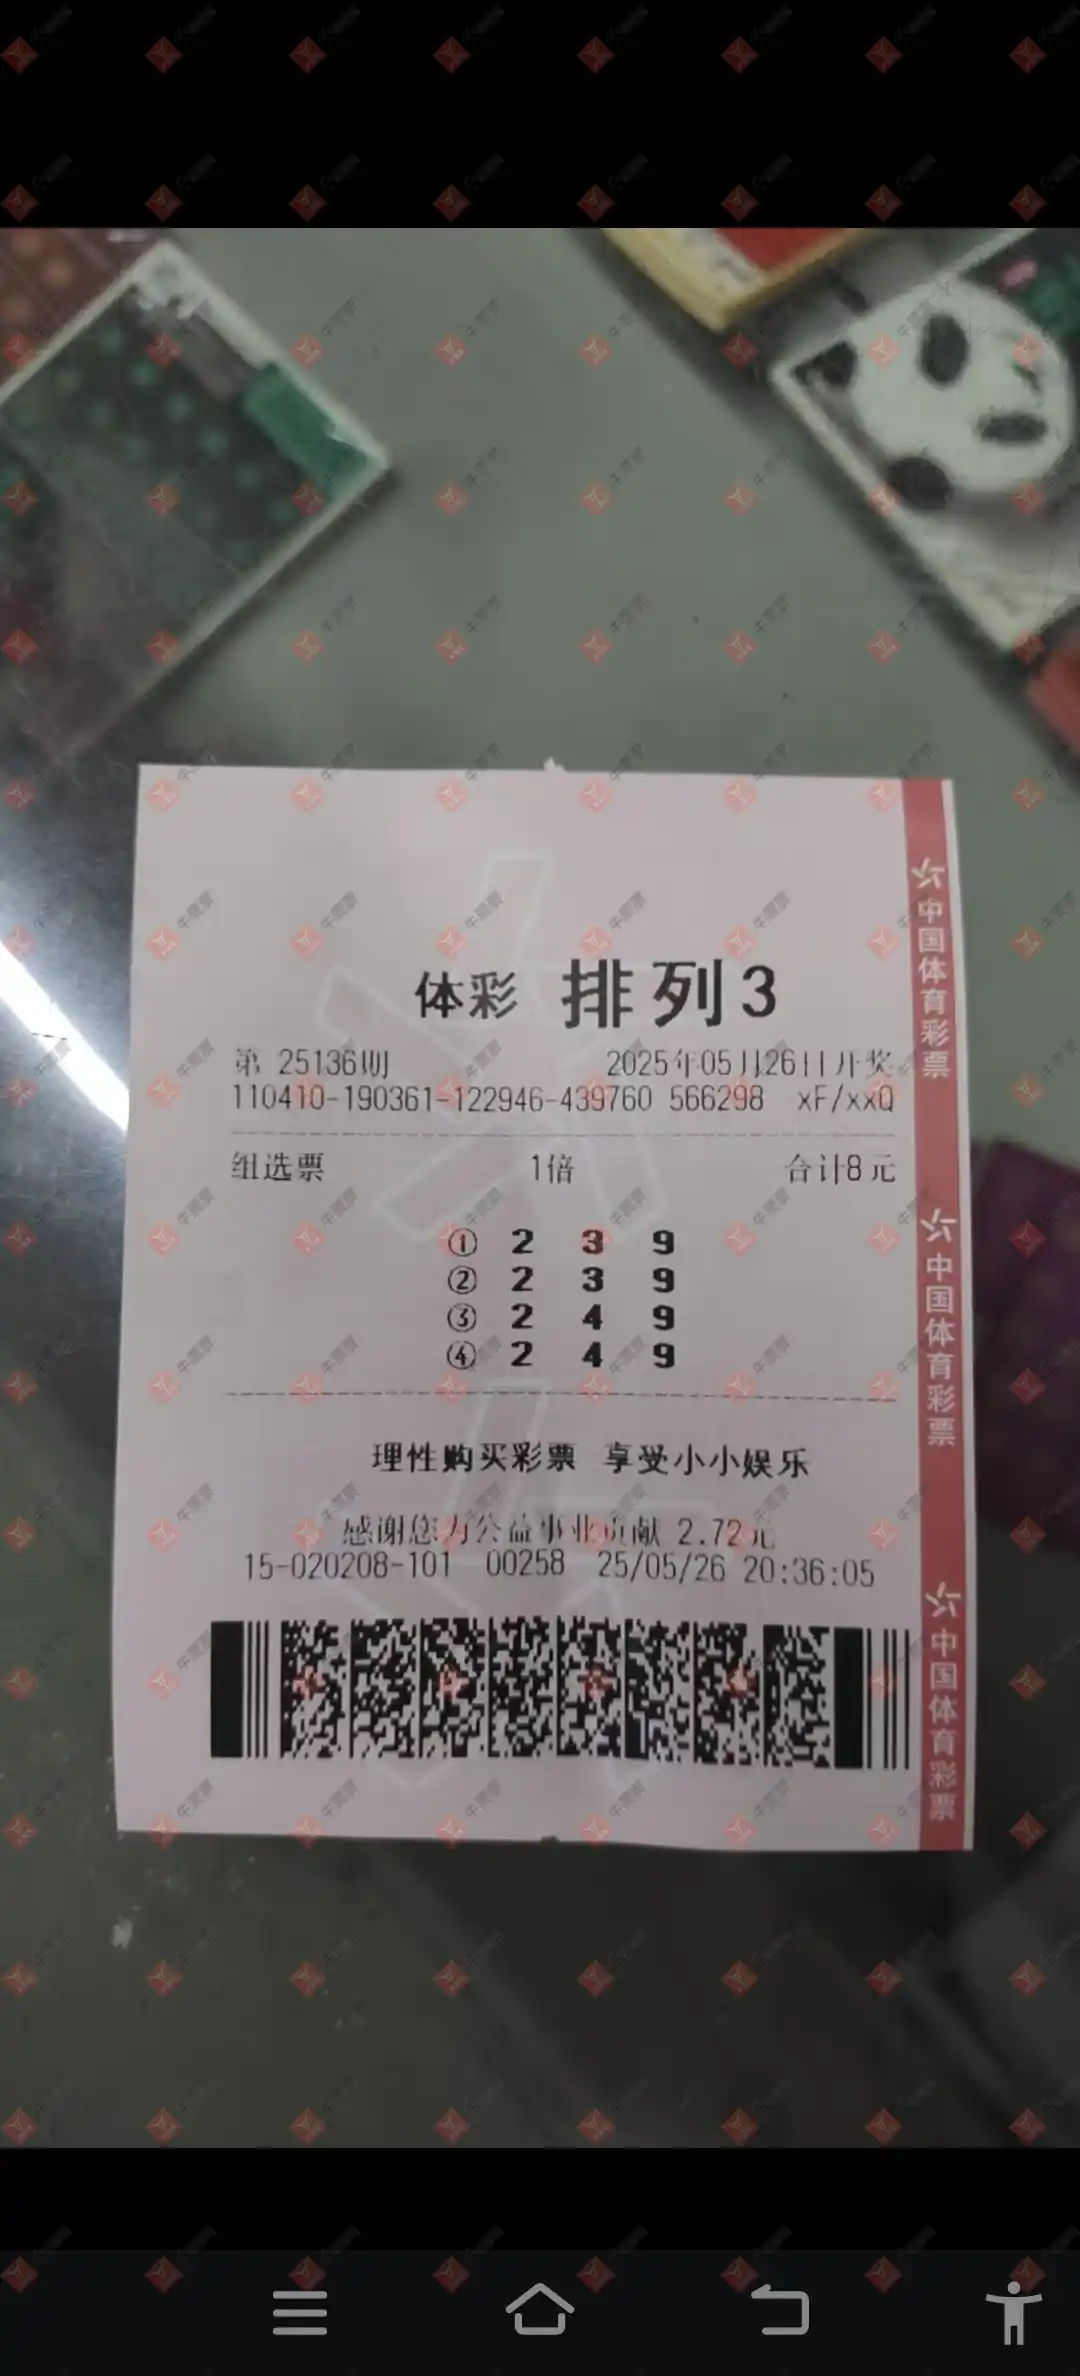 体彩 排列3
第 25136期 2025年05月26日开奖
110410-190361-122946-439760 566298 xF/xxQ
组选票 1倍 合计8元
① 2 3 9
② 2 3 9
③ 2 4 9
④ 2 4 9
理性购买彩票 享受小小娱乐
感谢您为公益事业贡献 2.72元
15-020208-101 00258 25/05/26 20:36:05
中国体育彩票
中国体育彩票
中国体育彩票